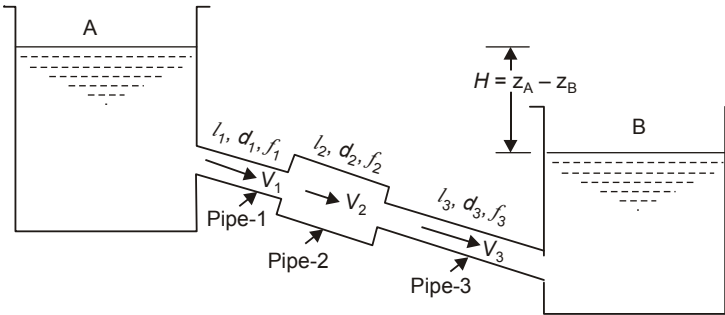 A
H = z_A – z_B
B
l_1, d_1, f_1
l_2, d_2, f_2
l_3, d_3, f_3
V_1
V_2
V_3
Pipe-1
Pipe-2
Pipe-3